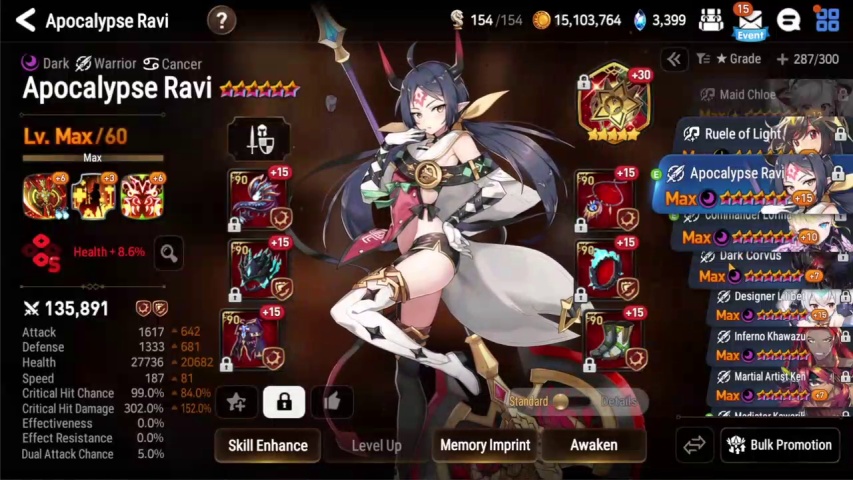 Apocalypse Ravi
?
154/154
15,103,764
3,399
15
Event
Dark Warrior Cancer
Apocalypse Ravi
Lv. Max/60
Max
+6
+3
+6
S
Health + 8.6%
135,891
Attack 1617 642
Defense 1333 681
Health 27736 20682
Speed 187 81
Critical Hit Chance 99.0% 84.0%
Critical Hit Damage 302.0% 152.0%
Effectiveness 0.0%
Effect Resistance 0.0%
Dual Attack Chance 5.0%
+30
90 +15
90 +15
90 +15
90 +15
90 +15
90 +15
Standard Details
Skill Enhance
Level Up
Memory Imprint
Awaken
Grade
287/300
Maid Chloe
Ruele of Light
E
Apocalypse Ravi
Max +15
Max +10
Dark Corvus
Max +7
Designer
Max +15
Inferno Khawazu
Max
Martial Artist Ken
Max +7
Bulk Promotion